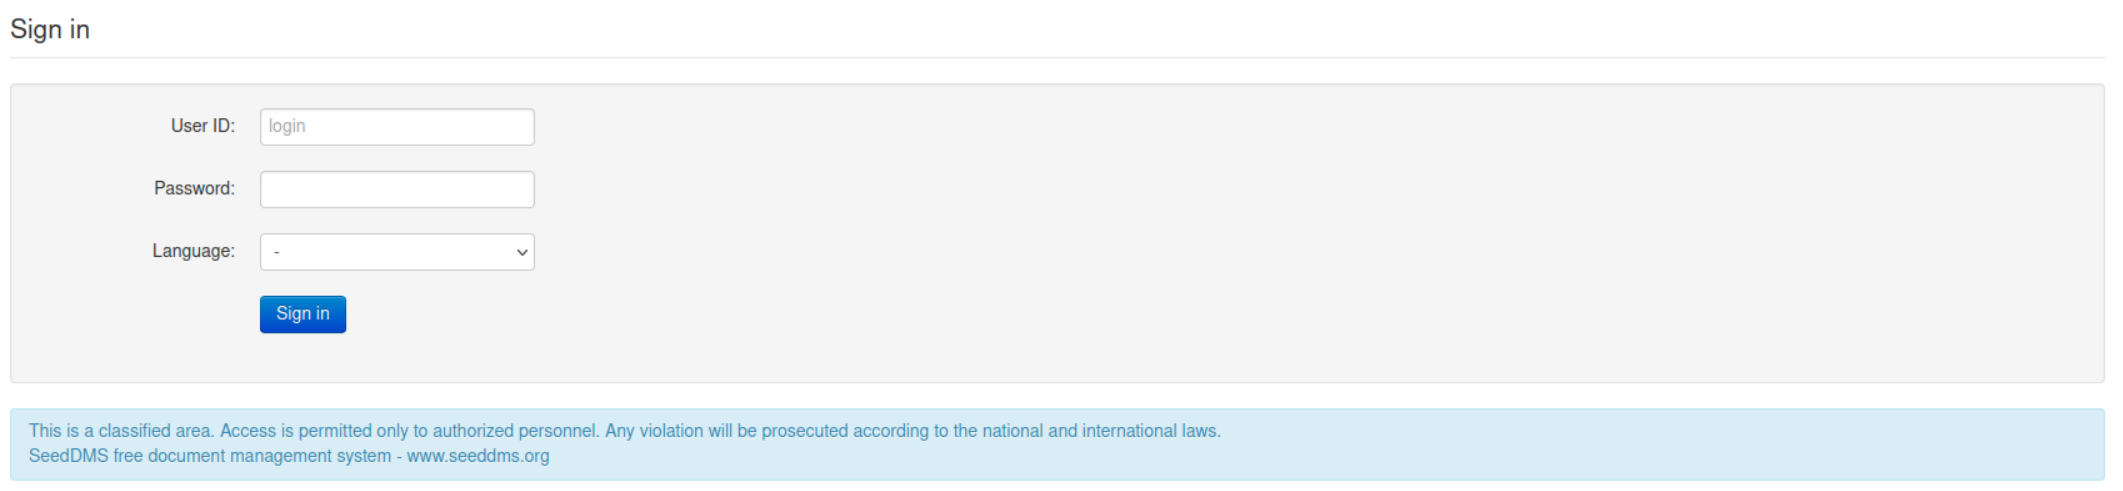 Sign in
User ID: login
Password:
Language: -
Sign in
This is a classified area. Access is permitted only to authorized personnel. Any violation will be prosecuted according to the national and international laws.
SeedDMS free document management system - www.seeddms.org